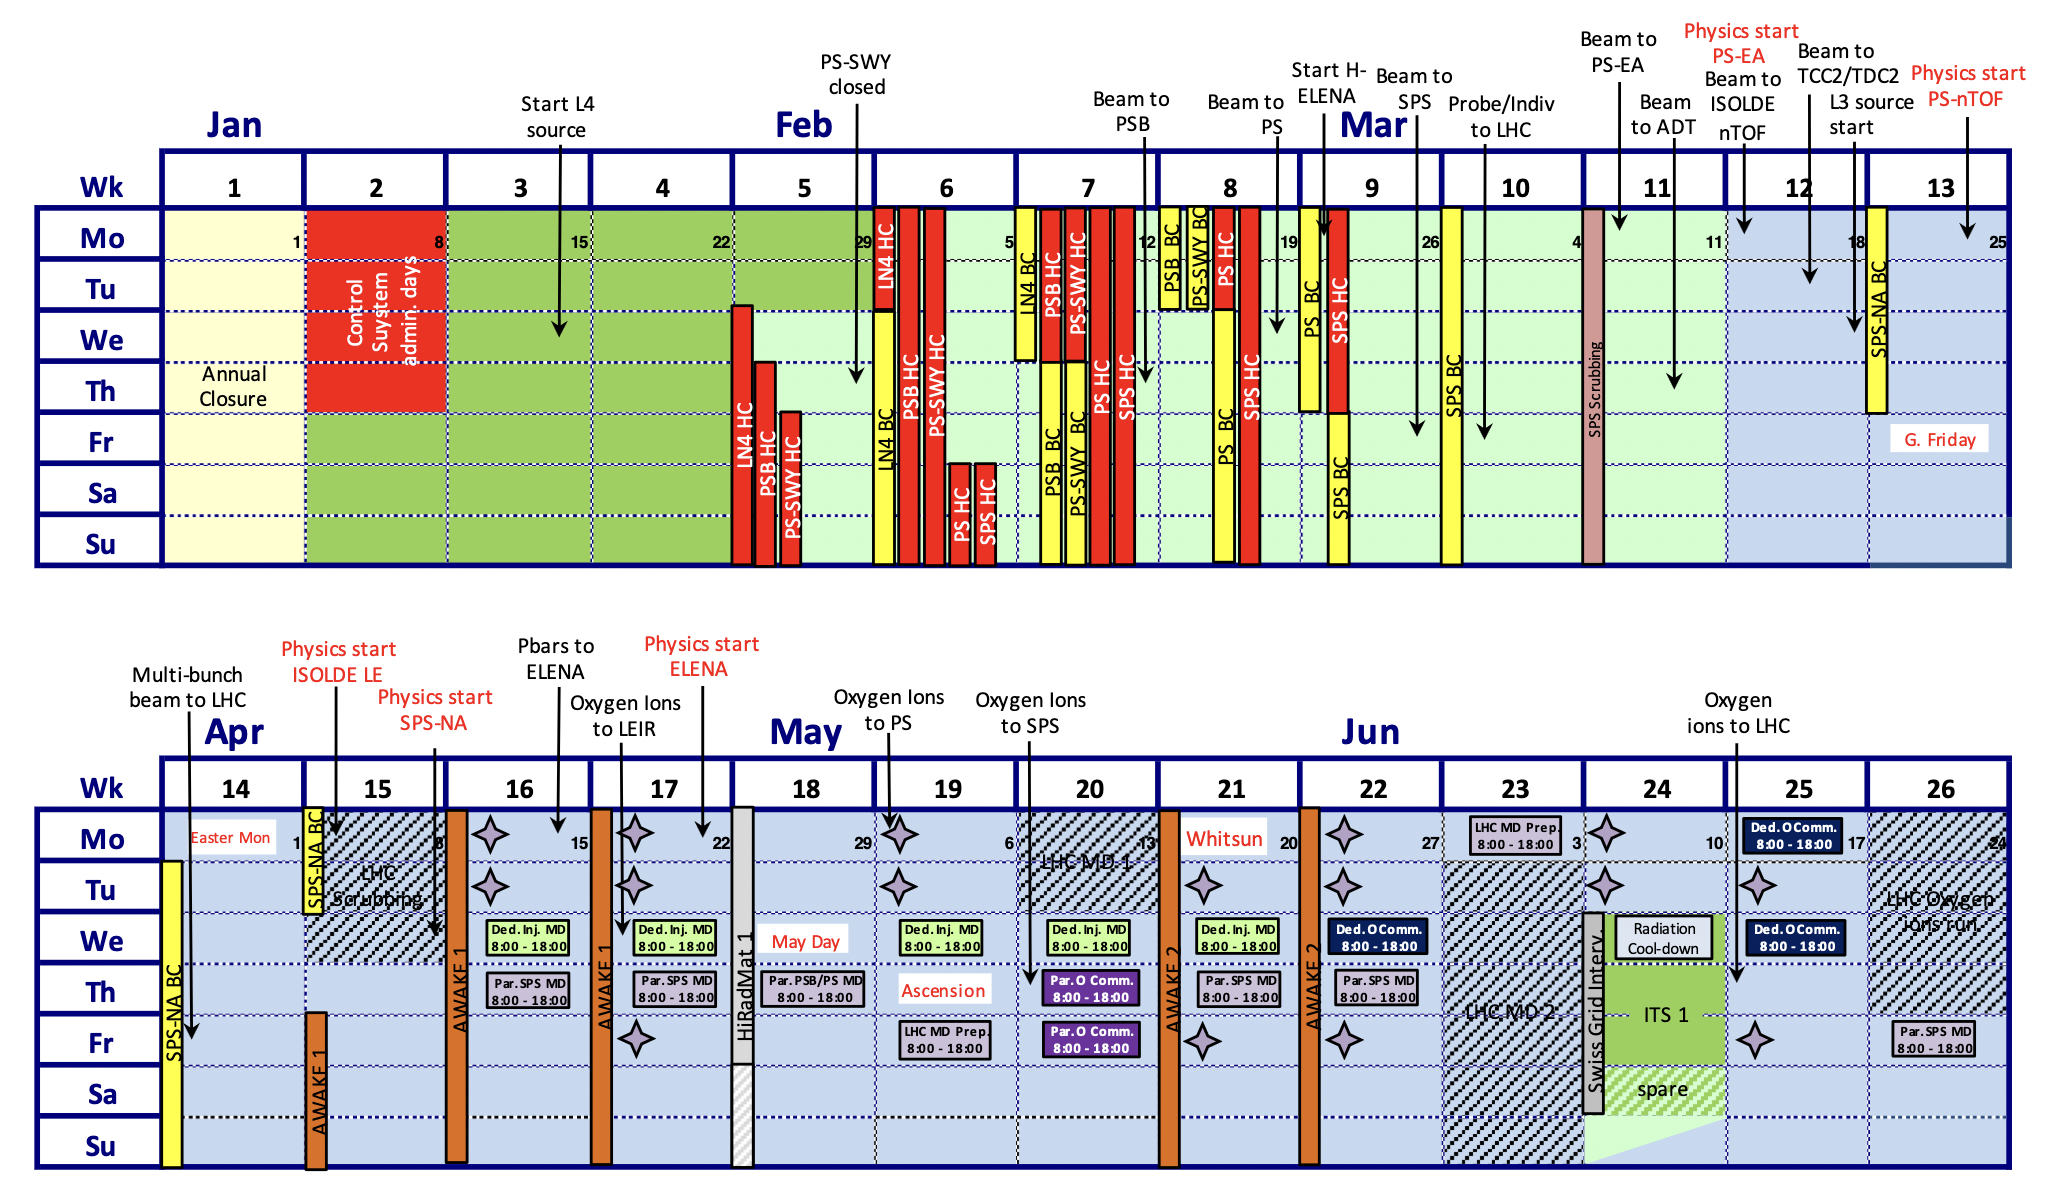 Jan
Feb
Mar
Start L4
source
PS-SWY
closed
Beam to
PSB
Beam to
PS
Start H-
ELENA
Beam to
SPS
Probe/Indiv
to LHC
Beam to
PS-EA
Beam
to ADT
Physics start
PS-EA
Beam to
ISOLDE
nTOF
Beam to
TCC2/TDC2
L3 source
start
Physics start
PS-nTOF
Wk 1 2 3 4 5 6 7 8 9 10 11 12 13
Mo 1 8 15 22 29 5 12 19 26 4 11 18 25
Tu
We
Th
Fr
Sa
Su
Annual
Closure
Control
Suystem
admin. days
LN4 HC
PSB HC
PS-SWY HC
LN4 HC
LN4 BC
PSB HC
PS-SWY HC
PS HC
SPS HC
LN4 BC
PSB HC
PSB BC
PS-SWY HC
PS-SWY BC
PS HC
SPS HC
PSB BC
PS-SWY BC
PS HC
PS BC
SPS HC
PS BC
SPS HC
SPS BC
SPS BC
SPS Scrubbing
SPS-NA BC
G. Friday
Apr
May
Jun
Multi-bunch
beam to LHC
Physics start
ISOLDE LE
Physics start
SPS-NA
Pbars to
ELENA
Oxygen Ions
to LEIR
Physics start
ELENA
Oxygen Ions
to PS
Oxygen Ions
to SPS
Oxygen
ions to LHC
Wk 14 15 16 17 18 19 20 21 22 23 24 25 26
Mo 1 8 15 22 29 6 13 20 27 3 10 17 24
Tu
We
Th
Fr
Sa
Su
Easter Mon
SPS-NA BC
SPS-NA BC
LHC
Scrubbing
AWAKE 1
AWAKE 1
Ded. Inj. MD
8:00 - 18:00
Par. SPS MD
8:00 - 18:00
AWAKE 1
Ded. Inj. MD
8:00 - 18:00
Par. SPS MD
8:00 - 18:00
HiRadMat 1
May Day
Par. PSB/PS MD
8:00 - 18:00
Ded. Inj. MD
8:00 - 18:00
Ascension
LHC MD Prep.
8:00 - 18:00
LHC MD 1
Ded. Inj. MD
8:00 - 18:00
Par. O Comm.
8:00 - 18:00
Par. O Comm.
8:00 - 18:00
AWAKE 2
Whitsun
Ded. Inj. MD
8:00 - 18:00
Par. SPS MD
8:00 - 18:00
AWAKE 2
Ded. O Comm.
8:00 - 18:00
Par. SPS MD
8:00 - 18:00
LHC MD Prep.
8:00 - 18:00
LHC MD 2
Swiss Grid Interv.
Radiation
Cool-down
ITS 1
spare
Ded. O Comm.
8:00 - 18:00
Ded. O Comm.
8:00 - 18:00
LHC Oxygen
ions run
Par. SPS MD
8:00 - 18:00